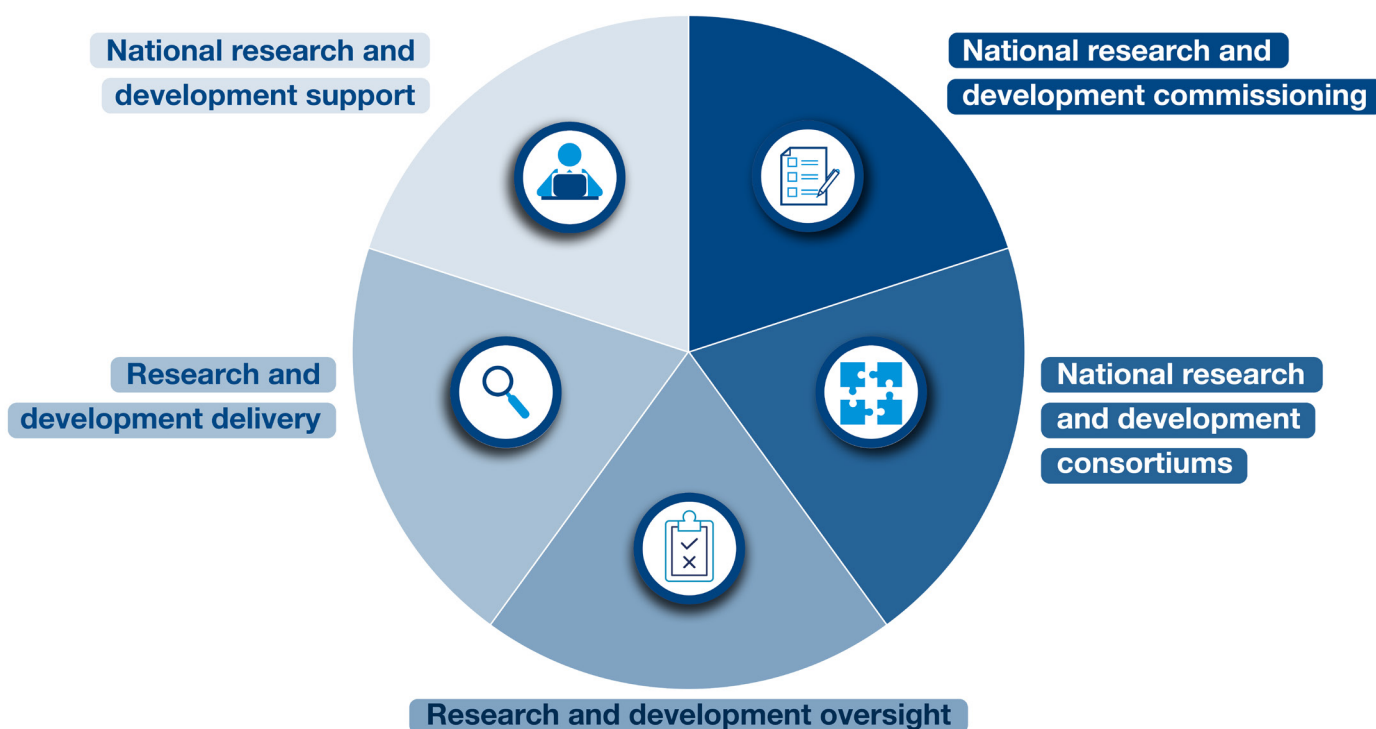 National research and
development support
National research and
development commissioning
Research and
development delivery
National research
and development
consortiums
Research and development oversight